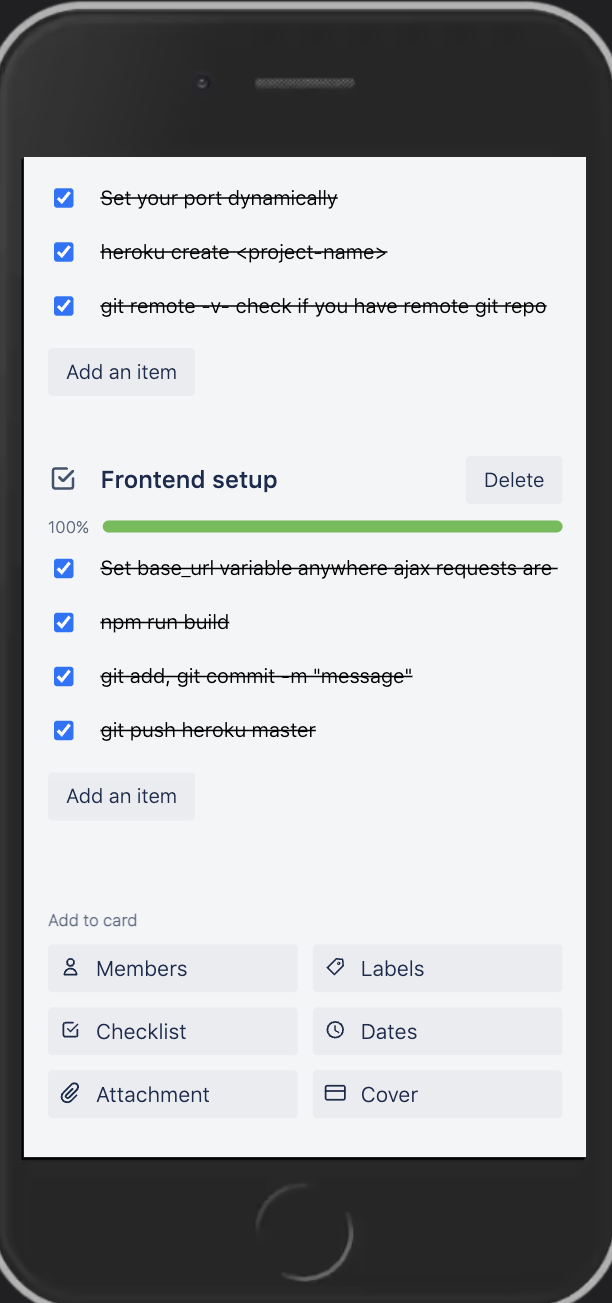 Set your port dynamically
heroku create <project-name>
git remote -v- check if you have remote git repo
Add an item
Frontend setup
Delete
100%
Set base_url variable anywhere ajax requests are
npm run build
git add, git commit -m "message"
git push heroku master
Add an item
Add to card
Members
Labels
Checklist
Dates
Attachment
Cover